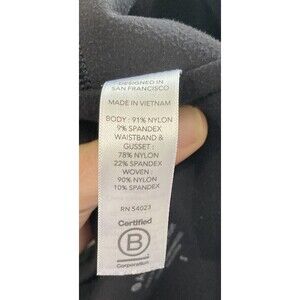 DESIGNED IN
SAN FRANCISCO
MADE IN VIETNAM
BODY : 91% NYLON
9% SPANDEX
WAISTBAND &
GUSSET :
78% NYLON
22% SPANDEX
WOVEN :
90% NYLON
10% SPANDEX
RN 54023
Certified
B
Corporation